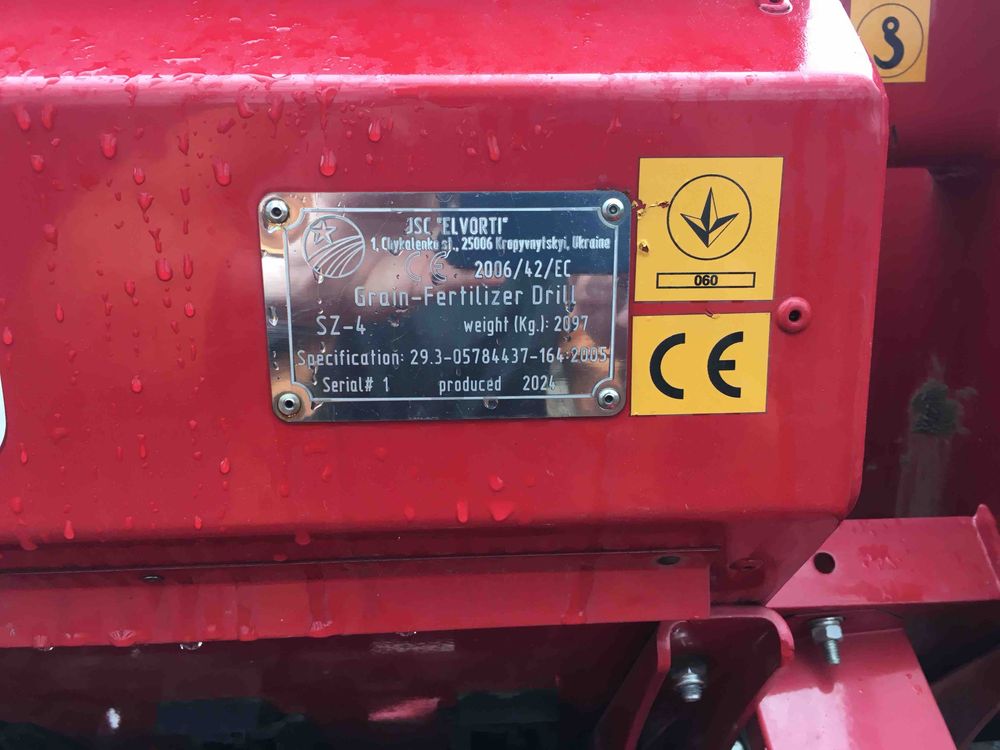 JSC "ELVORTI"
1, Chykalenko st., 25006 Kropyvnytskyi, Ukraine
CE 2006/42/EC
Grain-Fertilizer Drill
SZ-4 weight (Kg.): 2097
Specification: 29.3-05784437-164:2005
Serial# 1 produced 2024
060
CE